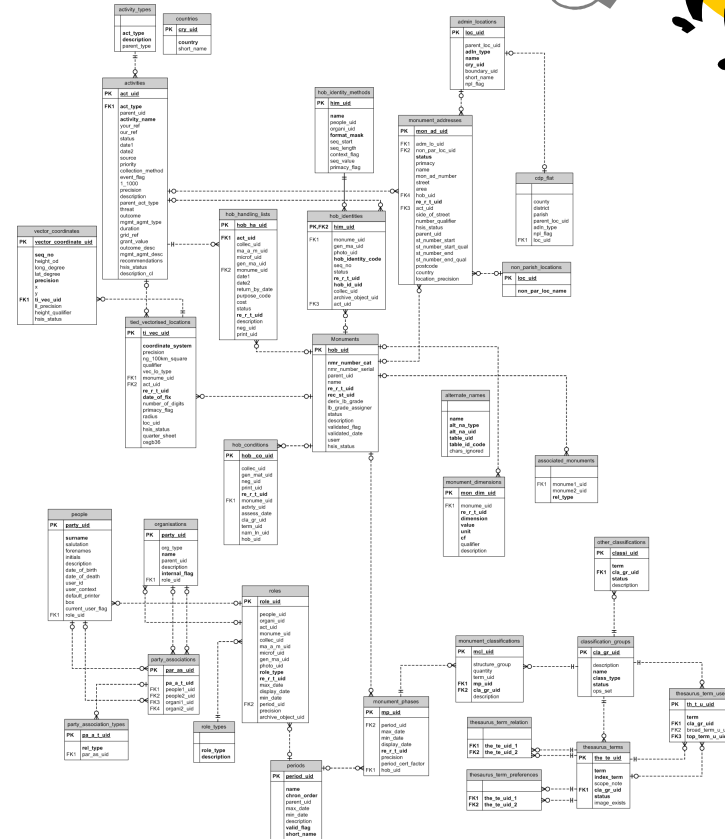 activity_types
act_type
description
parent_type
countries
PK cry_uid
country
short_name
admin_locations
PK loc_uid
parent_loc_uid
adln_type
name
cry_uid
boundary_uid
short_name
npl_flag
activities
PK act_uid
FK1 act_type
parent_uid
activity_name
your_ref
our_ref
status
date1
date2
source
priority
collection_method
event_flag
1_1000
precision
description
parent_act_type
threat
outcome
mgmt_agmt_type
duration
grid_ref
grant_value
outcome_desc
mgmt_agmt_desc
recommendations
hsis_status
description_cl
hob_identity_methods
PK him_uid
name
people_uid
organi_uid
format_mask
seq_start
seq_length
context_flag
seq_value
primacy_flag
monument_addresses
PK mon_ad_uid
FK1 adm_lo_uid
FK2 non_par_loc_uid
status
primacy
name
mon_ad_number
street
area
FK4 hob_uid
re_r_t_uid
FK3 act_uid
side_of_street
number_qualifier
hsis_status
parent_uid
st_number_start
st_number_start_qual
st_number_end
st_number_end_qual
postcode
country
location_precision
cdp_flat
county
district
parish
parent_loc_uid
adln_type
npl_flag
FK1 loc_uid
hob_handling_lists
PK hob_ha_uid
FK1 act_uid
collec_uid
ma_a_m_uid
microf_uid
gen_ma_uid
FK2 monume_uid
date1
date2
return_by_date
purpose_code
cost
status
re_r_t_uid
description
neg_uid
print_uid
hob_identities
PK,FK2 him_uid
FK1 monume_uid
gen_ma_uid
photo_uid
hob_identity_code
seq_no
status
re_r_t_uid
hob_id_uid
collec_uid
archive_object_uid
FK3 act_uid
vector_coordinates
PK vector_coordinate_uid
seq_no
height_od
long_degree
lat_degree
precision
x
y
FK1 ti_vec_uid
ll_precision
height_qualifier
hsis_status
non_parish_locations
PK loc_uid
non_par_loc_name
tied_vectorised_locations
PK ti_vec_uid
coordinate_system
precision
ng_100km_square
qualifier
vec_lo_type
FK1 monume_uid
FK2 act_uid
re_r_t_uid
date_of_fix
number_of_digits
primacy_flag
radius
loc_uid
hsis_status
quarter_sheet
osgb36
Monuments
PK hob_uid
nmr_number_cat
nmr_number_serial
parent_uid
name
re_r_t_uid
rec_st_uid
deriv_lb_grade
lb_grade_assigner
status
description
validated_flag
validated_date
userr
hsis_status
alternate_names
name
alt_na_type
alt_na_uid
table_uid
table_id_code
chars_ignored
associated_monuments
FK1 monume1_uid
monume2_uid
rel_type
hob_conditions
PK hob_co_uid
collec_uid
gen_mat_uid
neg_uid
print_uid
re_r_t_uid
FK1 monume_uid
activity_uid
assess_date
cla_gr_uid
term_uid
nam_ln_uid
hob_uid
monument_dimensions
PK mon_dim_uid
FK1 monume_uid
re_r_t_uid
dimension
value
unit
cf
qualifier
description
people
PK party_uid
surname
salutation
forenames
initials
description
date_of_birth
date_of_death
user_id
user_context
default_printer
box
current_user_flag
FK1 role_uid
organisations
PK party_uid
org_type
name
parent_uid
description
internal_flag
FK1 role_uid
other_classifications
PK classi_uid
FK1 term
cla_gr_uid
status
description
roles
PK role_uid
people_uid
organi_uid
act_uid
monume_uid
collec_uid
ma_a_m_uid
microf_uid
gen_ma_uid
photo_uid
role_type
re_r_t_uid
max_date
display_date
min_date
FK2 period_uid
precision
archive_object_uid
monument_classifications
PK mcl_uid
structure_group
quantity
term_uid
FK1 mp_uid
FK2 cla_gr_uid
description
classification_groups
PK cla_gr_uid
description
name
class_type
status
ops_set
party_associations
PK par_as_uid
pa_a_t_uid
FK1 people1_uid
FK2 people2_uid
FK3 organi1_uid
FK4 organi2_uid
monument_phases
PK mp_uid
FK2 period_uid
max_date
min_date
display_date
re_r_t_uid
precision
period_cert_factor
FK1 hob_uid
thesaurus_term_use
PK th_t_u_uid
term
FK1 cla_gr_uid
FK2 broad_term_u_u
FK3 top_term_u_uid
party_association_types
PK pa_a_t_uid
rel_type
FK1 par_as_uid
role_types
role_type
description
thesaurus_term_relation
FK1 the_te_uid_1
FK2 the_te_uid_2
thesaurus_terms
PK the_te_uid
term
index_term
scope_note
FK1 cla_gr_uid
status
image_exists
thesaurus_term_preferences
FK1 the_te_uid_1
FK2 the_te_uid_2
periods
PK period_uid
name
chron_order
parent_uid
max_date
min_date
description
valid_flag
short_name